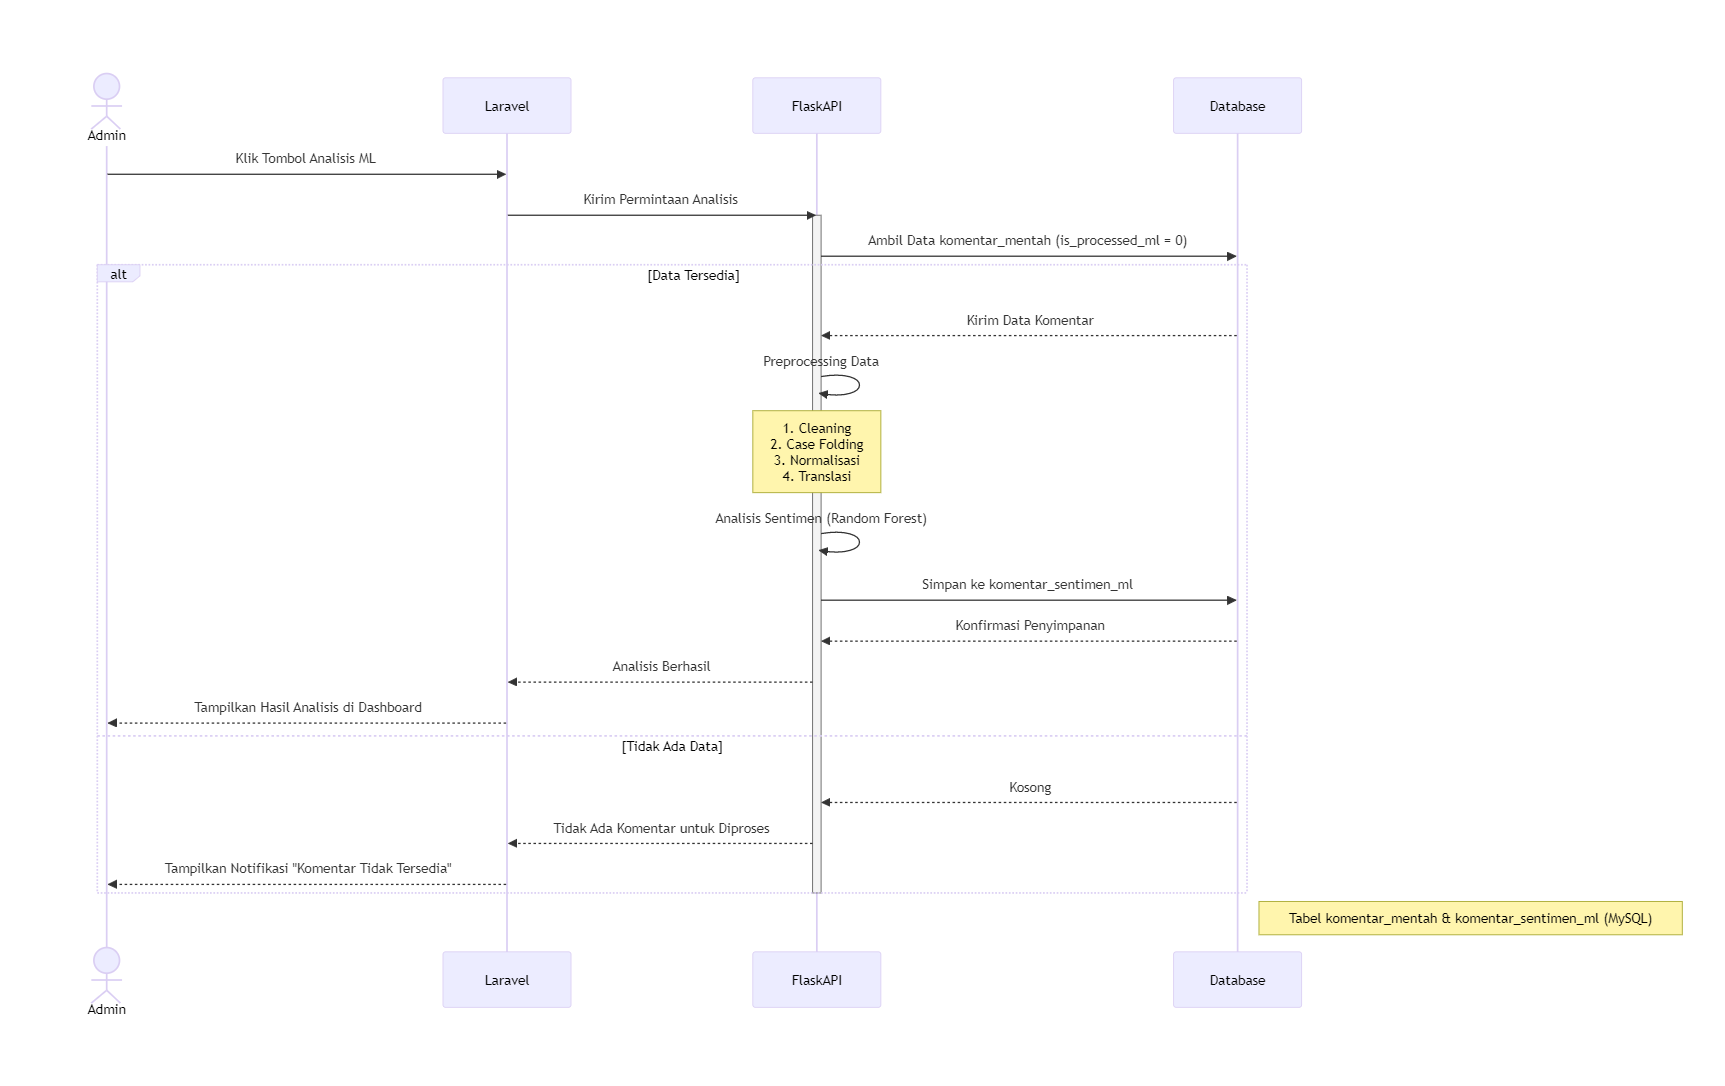 Admin
Laravel
FlaskAPI
Database
Klik Tombol Analisis ML
Kirim Permintaan Analisis
Ambil Data komentar_mentah (is_processed_ml = 0)
alt
[Data Tersedia]
Kirim Data Komentar
Preprocessing Data
1. Cleaning
2. Case Folding
3. Normalisasi
4. Translasi
Analisis Sentimen (Random Forest)
Simpan ke komentar_sentimen_ml
Konfirmasi Penyimpanan
Analisis Berhasil
Tampilkan Hasil Analisis di Dashboard
[Tidak Ada Data]
Kosong
Tidak Ada Komentar untuk Diproses
Tampilkan Notifikasi "Komentar Tidak Tersedia"
Tabel komentar_mentah & komentar_sentimen_ml (MySQL)
Admin
Laravel
FlaskAPI
Database